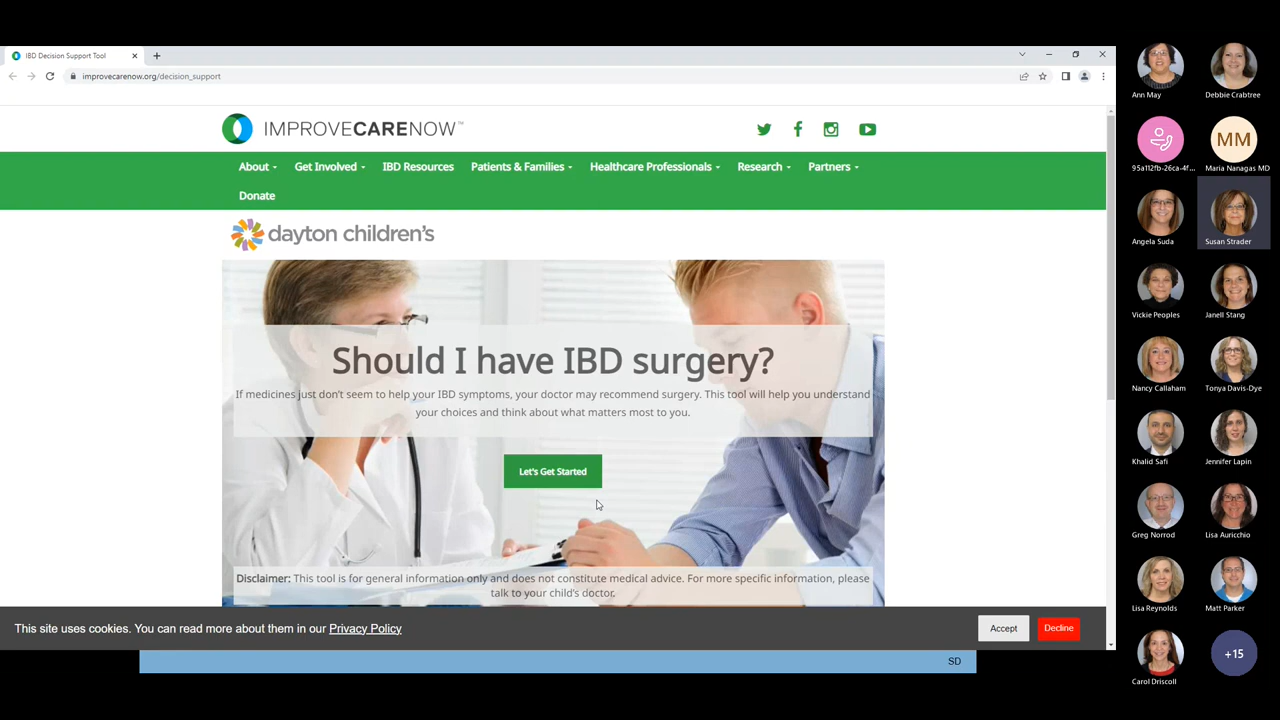 IBD Decision Support Tool
improvecarenow.org/decision_support
IMPROVECARENOW™
About
Get Involved
IBD Resources
Patients & Families
Healthcare Professionals
Research
Partners
Donate
dayton children's
Should I have IBD surgery?
If medicines just don't seem to help your IBD symptoms, your doctor may recommend surgery. This tool will help you understand
your choices and think about what matters most to you.
Let's Get Started
Disclaimer: This tool is for general information only and does not constitute medical advice. For more specific information, please
talk to your child's doctor.
This site uses cookies. You can read more about them in our Privacy Policy
Accept
Decline
SD
Ann May
Debbie Crabtree
95a112fb-26ca-4f...
MM
Maria Nanagas MD
Angela Suda
Susan Strader
Vickie Peoples
Janell Stang
Nancy Callaham
Tonya Davis-Dye
Khalid Safi
Jennifer Lapin
Greg Norrod
Lisa Auricchio
Lisa Reynolds
Matt Parker
Carol Driscoll
+15